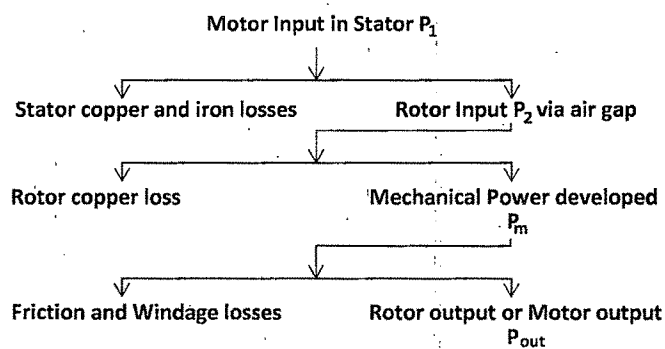 Motor Input in Stator P1
Stator copper and iron losses
Rotor Input P2 via air gap
Rotor copper loss
Mechanical Power developed
Pm
Friction and Windage losses
Rotor output or Motor output
Pout